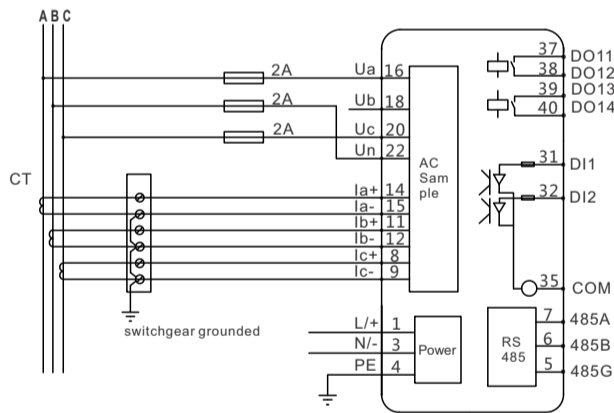 A B C
2A
2A
2A
CT
switchgear grounded
Ua 16
Ub 18
Uc 20
Un 22
Ia+ 14
Ia- 15
Ib+ 11
Ib- 12
Ic+ 8
Ic- 9
L/+ 1
N/- 3
PE 4
AC
Sam
ple
Power
RS
485
37 DO11
38 DO12
39 DO13
40 DO14
31 DI1
32 DI2
35 COM
7 485A
6 485B
5 485G